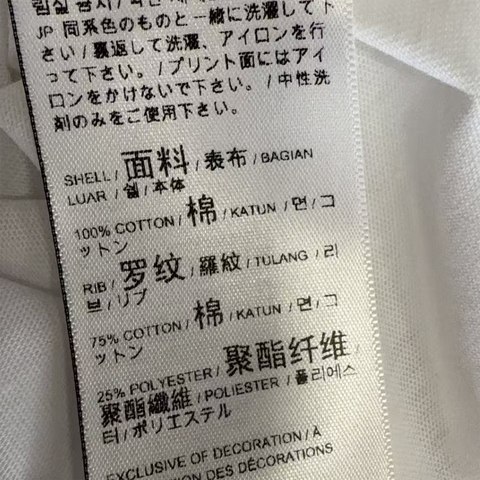 JP 同系色のものと一緒に洗濯して下
さい/裏返して洗濯、アイロンを行
って下さい。/プリント面にはアイ
ロンをかけないで下さい。/中性洗
剤のみをご使用下さい。
SHELL / 面料 / 表布 / BAGIAN
LUAR / 쉘 / 本体
100% COTTON / 棉 / KATUN / 면 / コ
ットン
RIB / 罗纹 / 羅紋 / TULANG / 리
브 / リブ
75% COTTON / 棉 / KATUN / 면 / コ
ットン
25% POLYESTER / 聚酯纤维 /
聚酯纖維 / POLIESTER / 폴리에스
터 / ポリエステル
EXCLUSIVE OF DECORATION / À
DES DÉCORATIONS